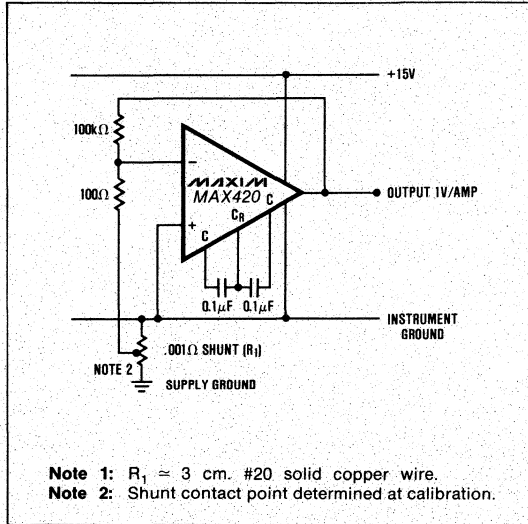 +15V
100kΩ
100Ω
−
MAXIM
MAX420
+
C
CR
C
OUTPUT 1V/AMP
0.1μF 0.1μF
INSTRUMENT
GROUND
.001Ω SHUNT (R1)
NOTE 2
SUPPLY GROUND
Note 1: R1 ≃ 3 cm. #20 solid copper wire.
Note 2: Shunt contact point determined at calibration.